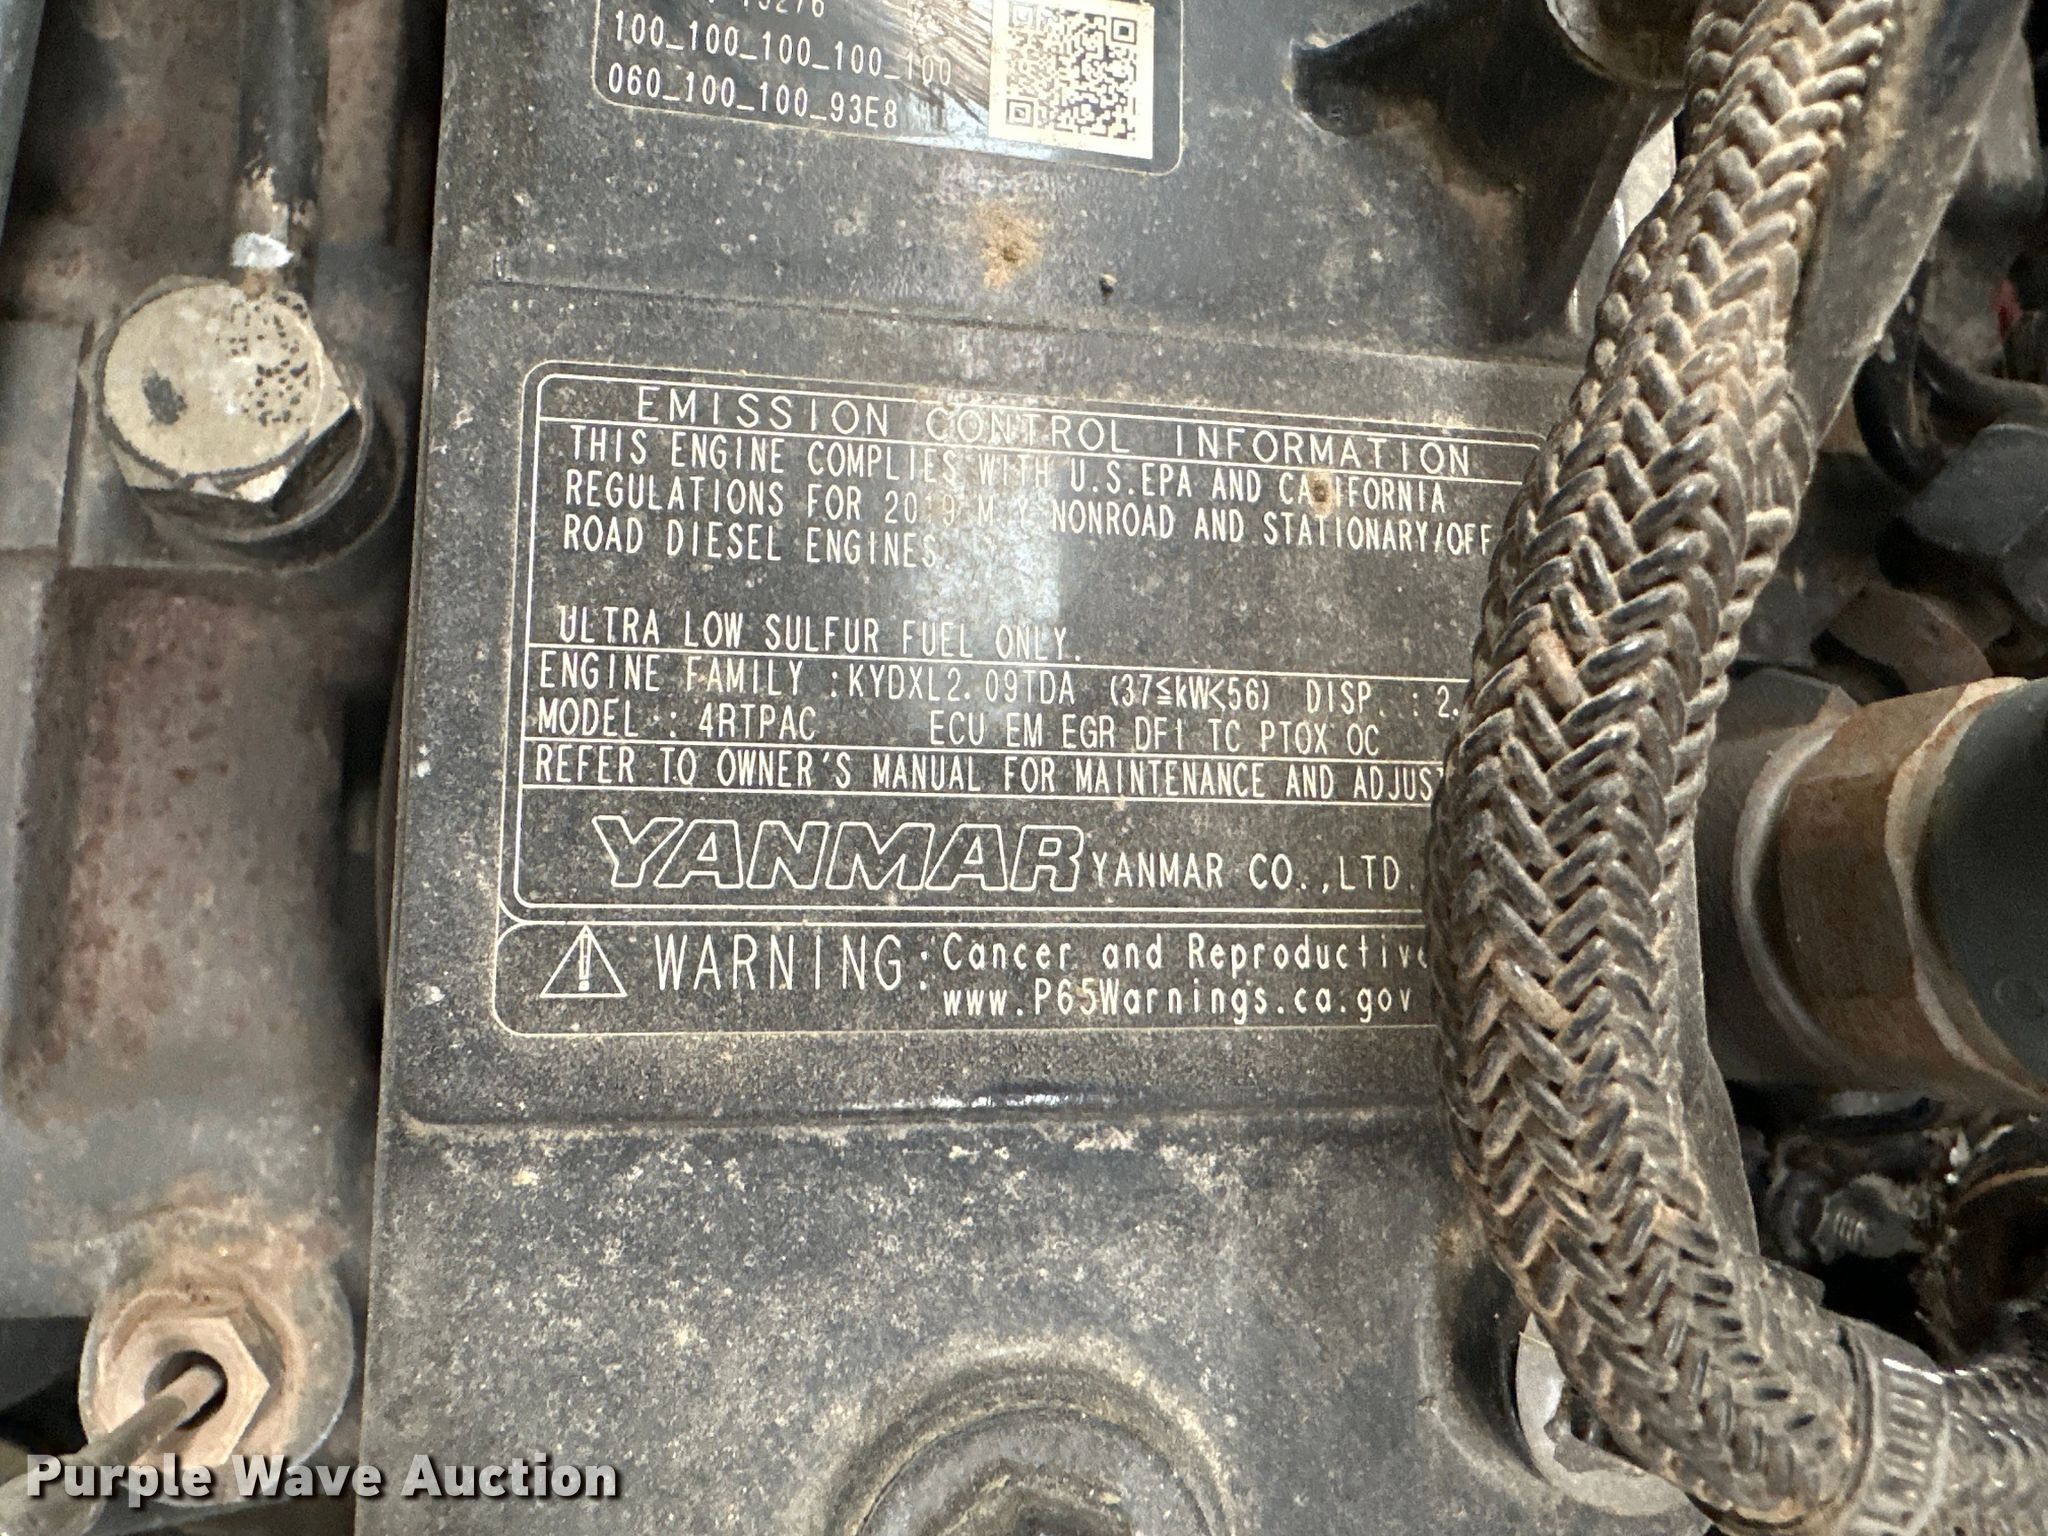 100_100_100_100_100
060_100_100_93E8
EMISSION CONTROL INFORMATION
THIS ENGINE COMPLIES WITH U.S.EPA AND CALIFORNIA
REGULATIONS FOR 2019 M.Y. NONROAD AND STATIONARY/OFF
ROAD DIESEL ENGINES.
ULTRA LOW SULFUR FUEL ONLY.
ENGINE FAMILY :KYDXL2.09TDA (37≦kW<56) DISP. :2.
MODEL : 4RTPAC ECU EM EGR DFI TC PTOX OC
REFER TO OWNER'S MANUAL FOR MAINTENANCE AND
YANMAR YANMAR CO.,LTD.
WARNING: Cancer and Reproductive
www.P65Warnings.ca.gov
Purple Wave Auction